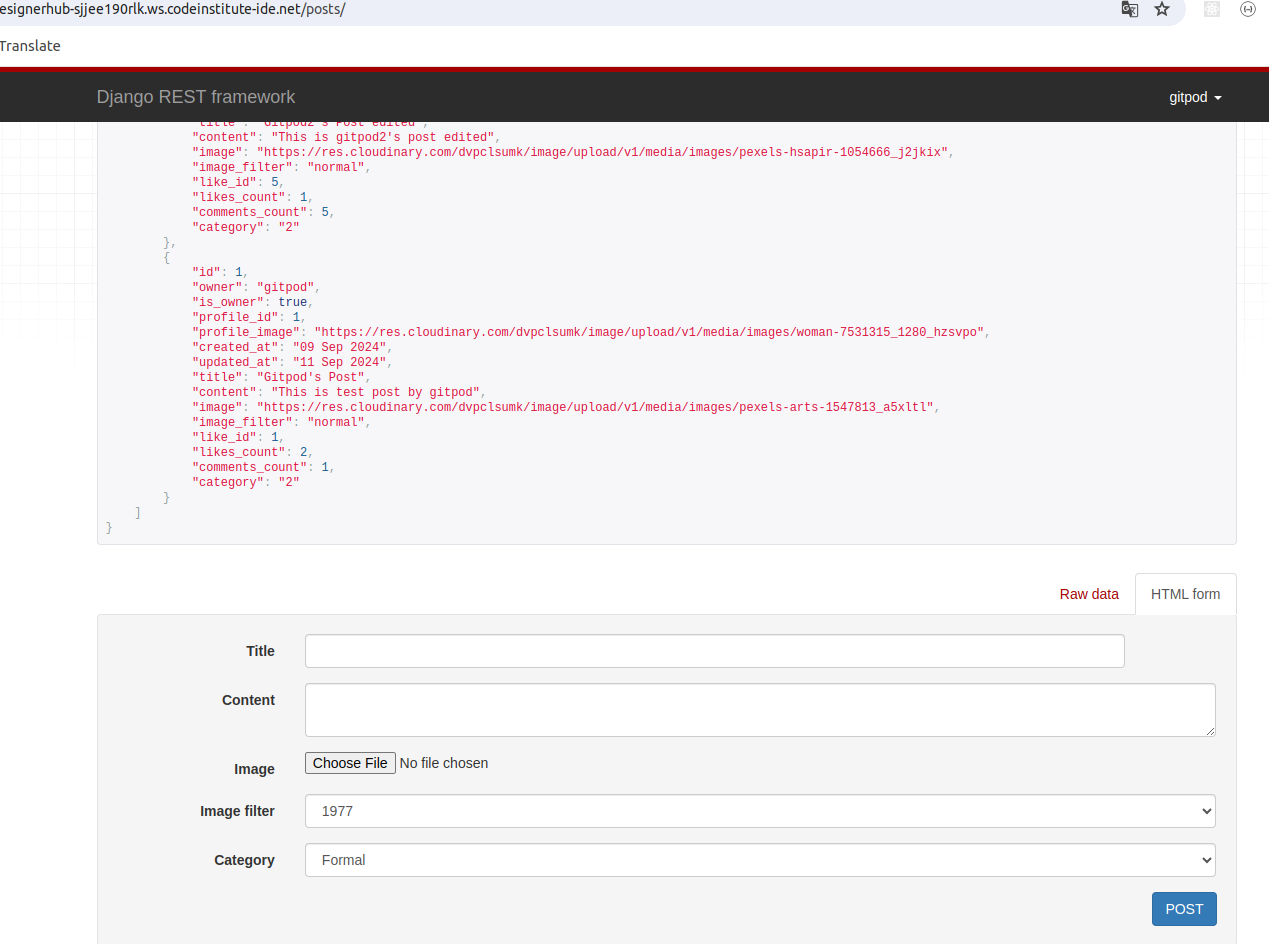 esignerhub-sjjee190rlk.ws.codeinstitute-ide.net/posts/
Translate
Django REST framework
gitpod
"title": "Gitpod2's Post edited",
"content": "This is gitpod2's post edited",
"image": "https://res.cloudinary.com/dvpclsumk/image/upload/v1/media/images/pexels-hsapir-1054666_j2jkix",
"image_filter": "normal",
"like_id": 5,
"likes_count": 1,
"comments_count": 5,
"category": "2"
},
{
"id": 1,
"owner": "gitpod",
"is_owner": true,
"profile_id": 1,
"profile_image": "https://res.cloudinary.com/dvpclsumk/image/upload/v1/media/images/woman-7531315_1280_hzsvpo",
"created_at": "09 Sep 2024",
"updated_at": "11 Sep 2024",
"title": "Gitpod's Post",
"content": "This is test post by gitpod",
"image": "https://res.cloudinary.com/dvpclsumk/image/upload/v1/media/images/pexels-arts-1547813_a5xltl",
"image_filter": "normal",
"like_id": 1,
"likes_count": 2,
"comments_count": 1,
"category": "2"
}
]
}
Raw data
HTML form
Title
Content
Image
Choose File No file chosen
Image filter
1977
Category
Formal
POST